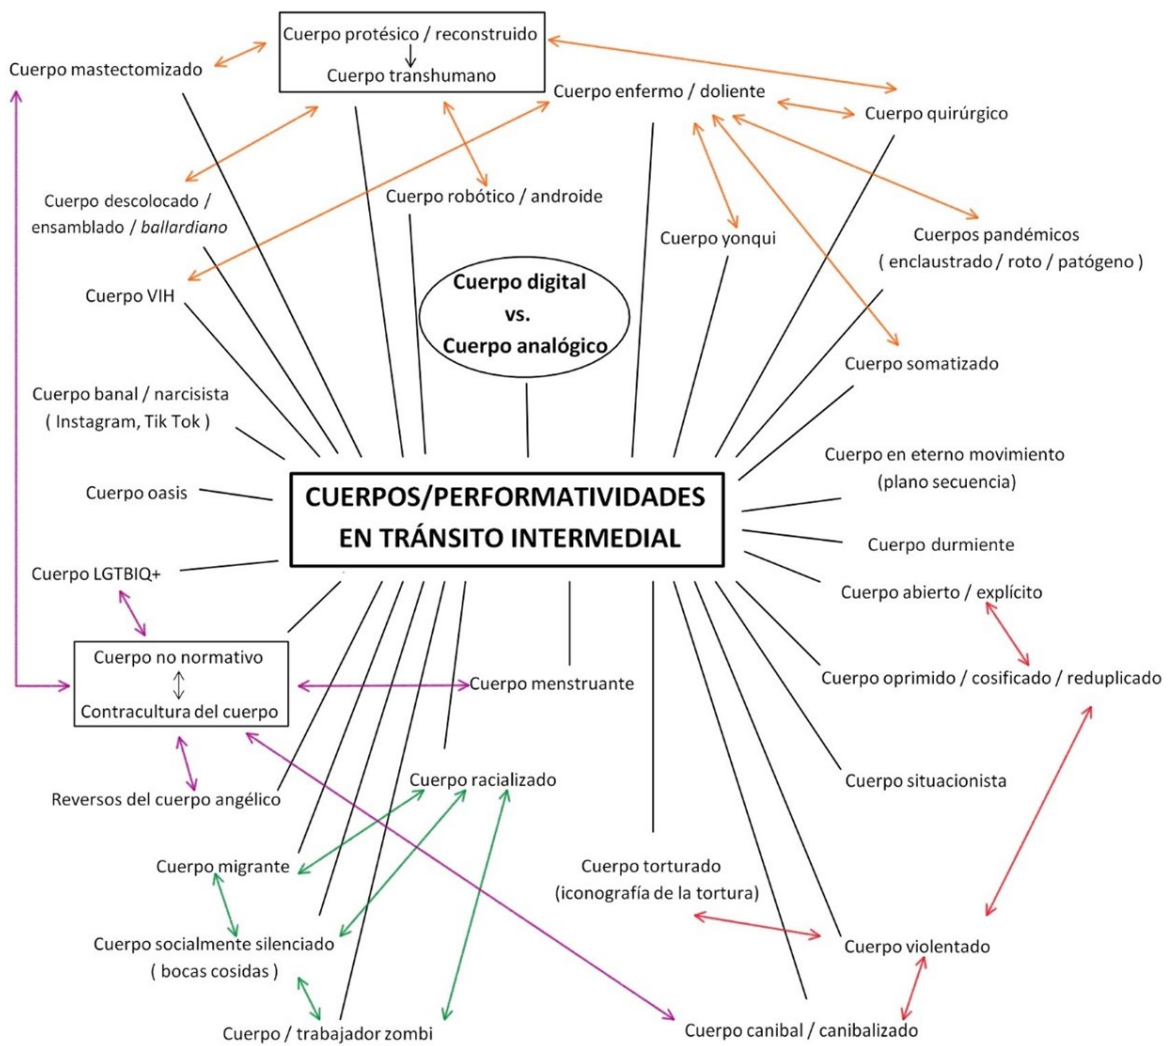 Cuerpo protésico / reconstruido
Cuerpo transhumano
Cuerpo mastectomizado
Cuerpo enfermo / doliente
Cuerpo quirúrgico
Cuerpo descolocado /
ensamblado / ballardiano
Cuerpo robótico / androide
Cuerpo yonqui
Cuerpos pandémicos
( enclaustrado / roto / patógeno )
Cuerpo VIH
Cuerpo digital
vs.
Cuerpo analógico
Cuerpo somatizado
Cuerpo banal / narcisista
( Instagram, Tik Tok )
Cuerpo en eterno movimiento
(plano secuencia)
Cuerpo oasis
CUERPOS/PERFORMATIVIDADES
EN TRÁNSITO INTERMEDIAL
Cuerpo durmiente
Cuerpo LGTBIQ+
Cuerpo abierto / explícito
Cuerpo no normativo
Contracultura del cuerpo
Cuerpo menstruante
Cuerpo oprimido / cosificado / reduplicado
Reversos del cuerpo angélico
Cuerpo racializado
Cuerpo situacionista
Cuerpo migrante
Cuerpo torturado
(iconografía de la tortura)
Cuerpo socialmente silenciado
( bocas cosidas )
Cuerpo violentado
Cuerpo / trabajador zombi
Cuerpo canibal / canibalizado